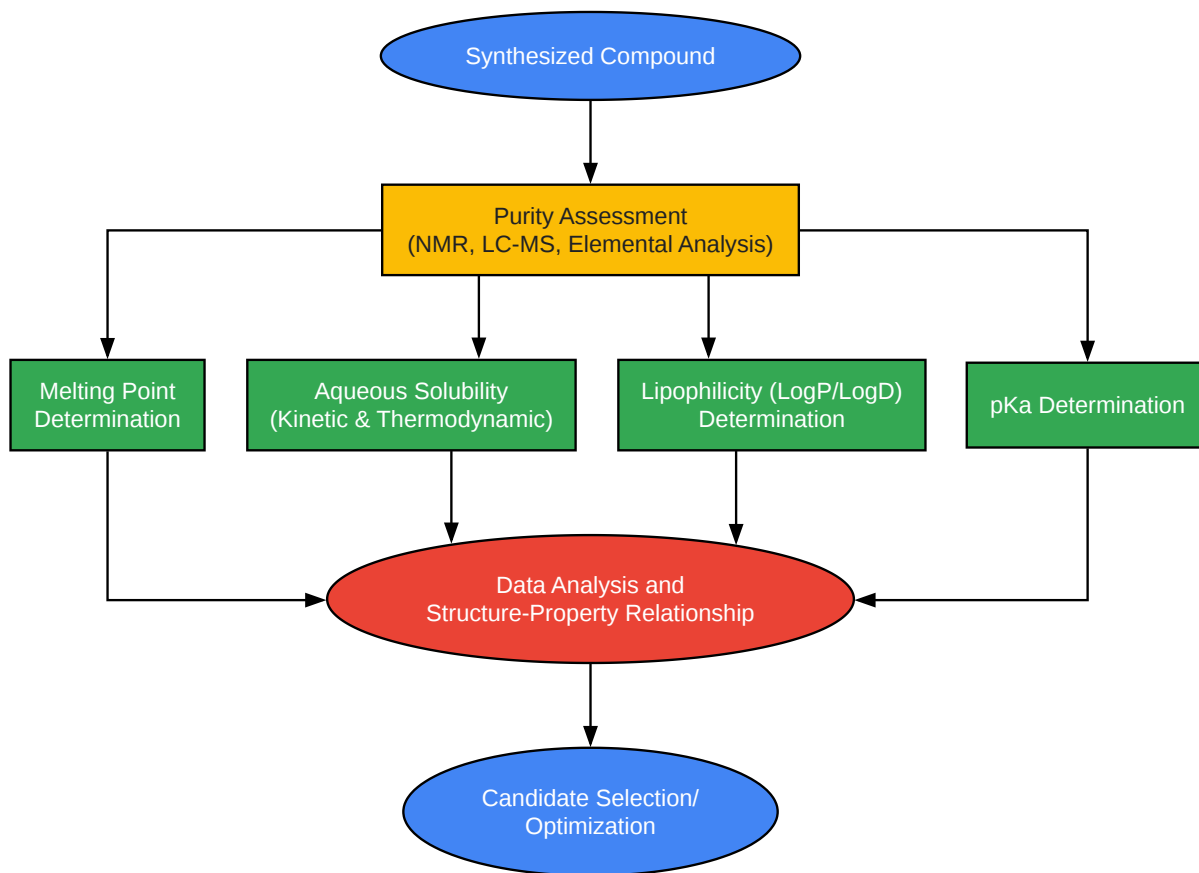 Synthesized Compound
Purity Assessment
(NMR, LC-MS, Elemental Analysis)
Melting Point
Determination
Aqueous Solubility
(Kinetic & Thermodynamic)
Lipophilicity (LogP/LogD)
Determination
pKa Determination
Data Analysis and
Structure-Property Relationship
Candidate Selection/
Optimization